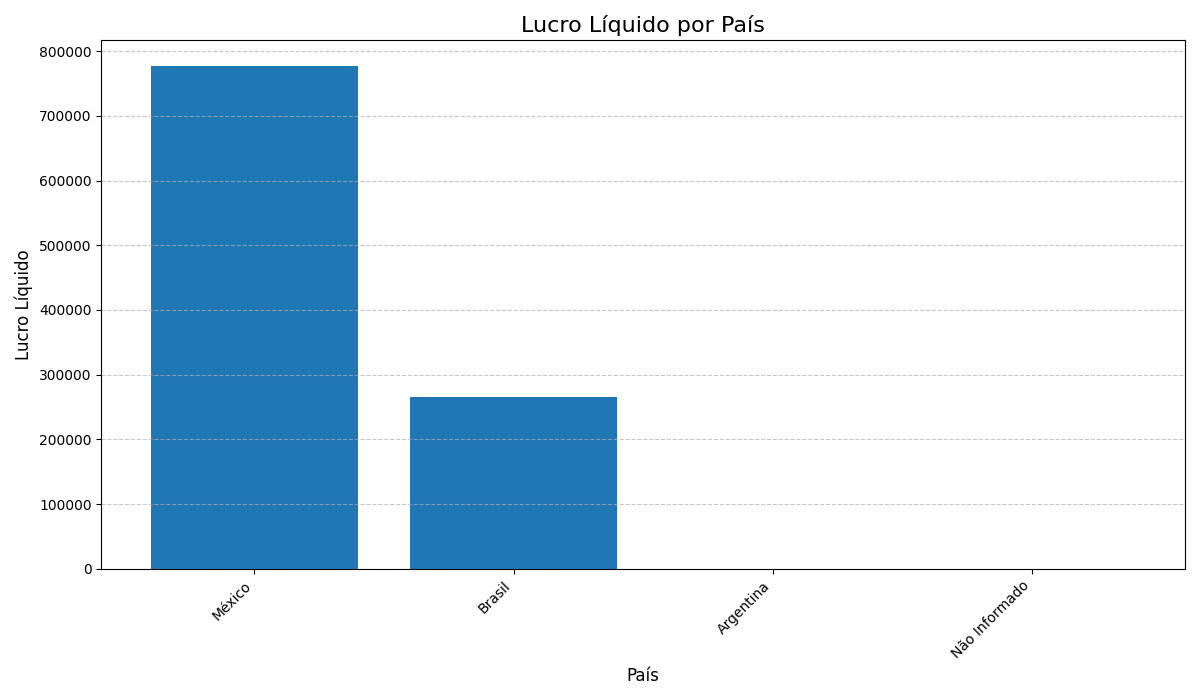 Lucro Líquido por País
Lucro Líquido
800000
700000
600000
500000
400000
300000
200000
100000
0
México
Brasil
Argentina
Não Informado
País